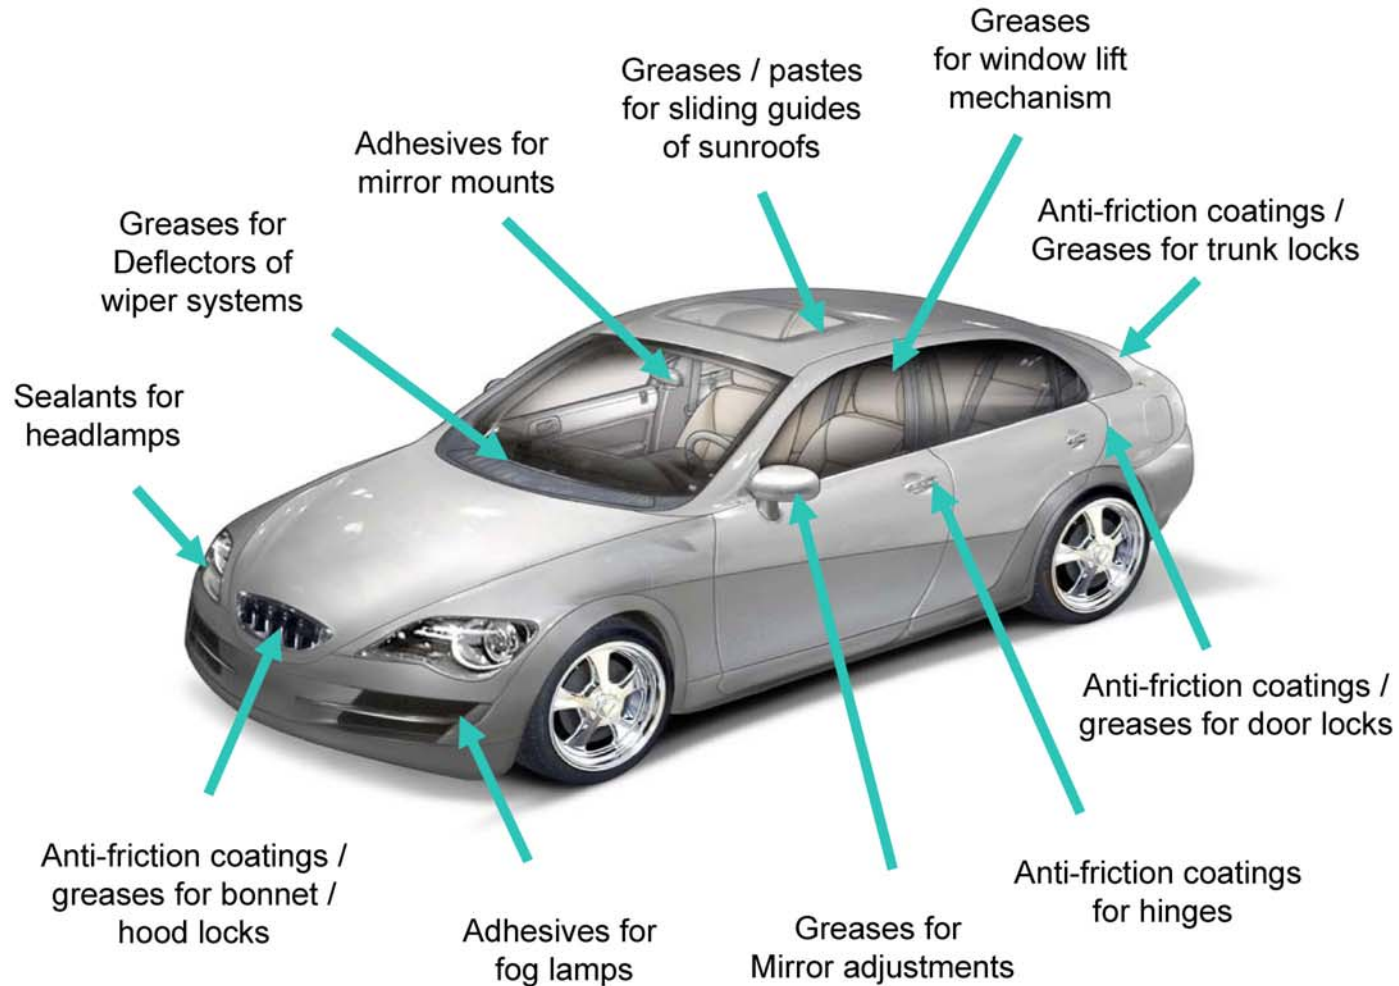 Greases
for window lift
mechanism
Greases / pastes
for sliding guides
of sunroofs
Adhesives for
mirror mounts
Anti-friction coatings /
Greases for trunk locks
Greases for
Deflectors of
wiper systems
Sealants for
headlamps
Anti-friction coatings /
greases for door locks
Anti-friction coatings /
greases for bonnet /
hood locks
Anti-friction coatings
for hinges
Adhesives for
fog lamps
Greases for
Mirror adjustments